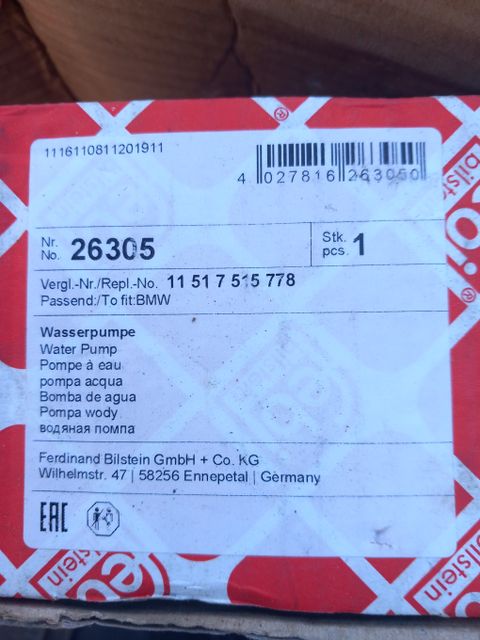 1116110811201911
4 027816 263050
Nr.
No. 26305
Stk.
pcs. 1
Vergl.-Nr./Repl.-No. 11 51 7 515 778
Passend:/To fit:BMW
Wasserpumpe
Water Pump
Pompe à eau
pompa acqua
Bomba de agua
Pompa wody
водяная помпа
Ferdinand Bilstein GmbH + Co. KG
Wilhelmstr. 47 | 58256 Ennepetal | Germany
EAC
bilstein
bilstein
bilstein